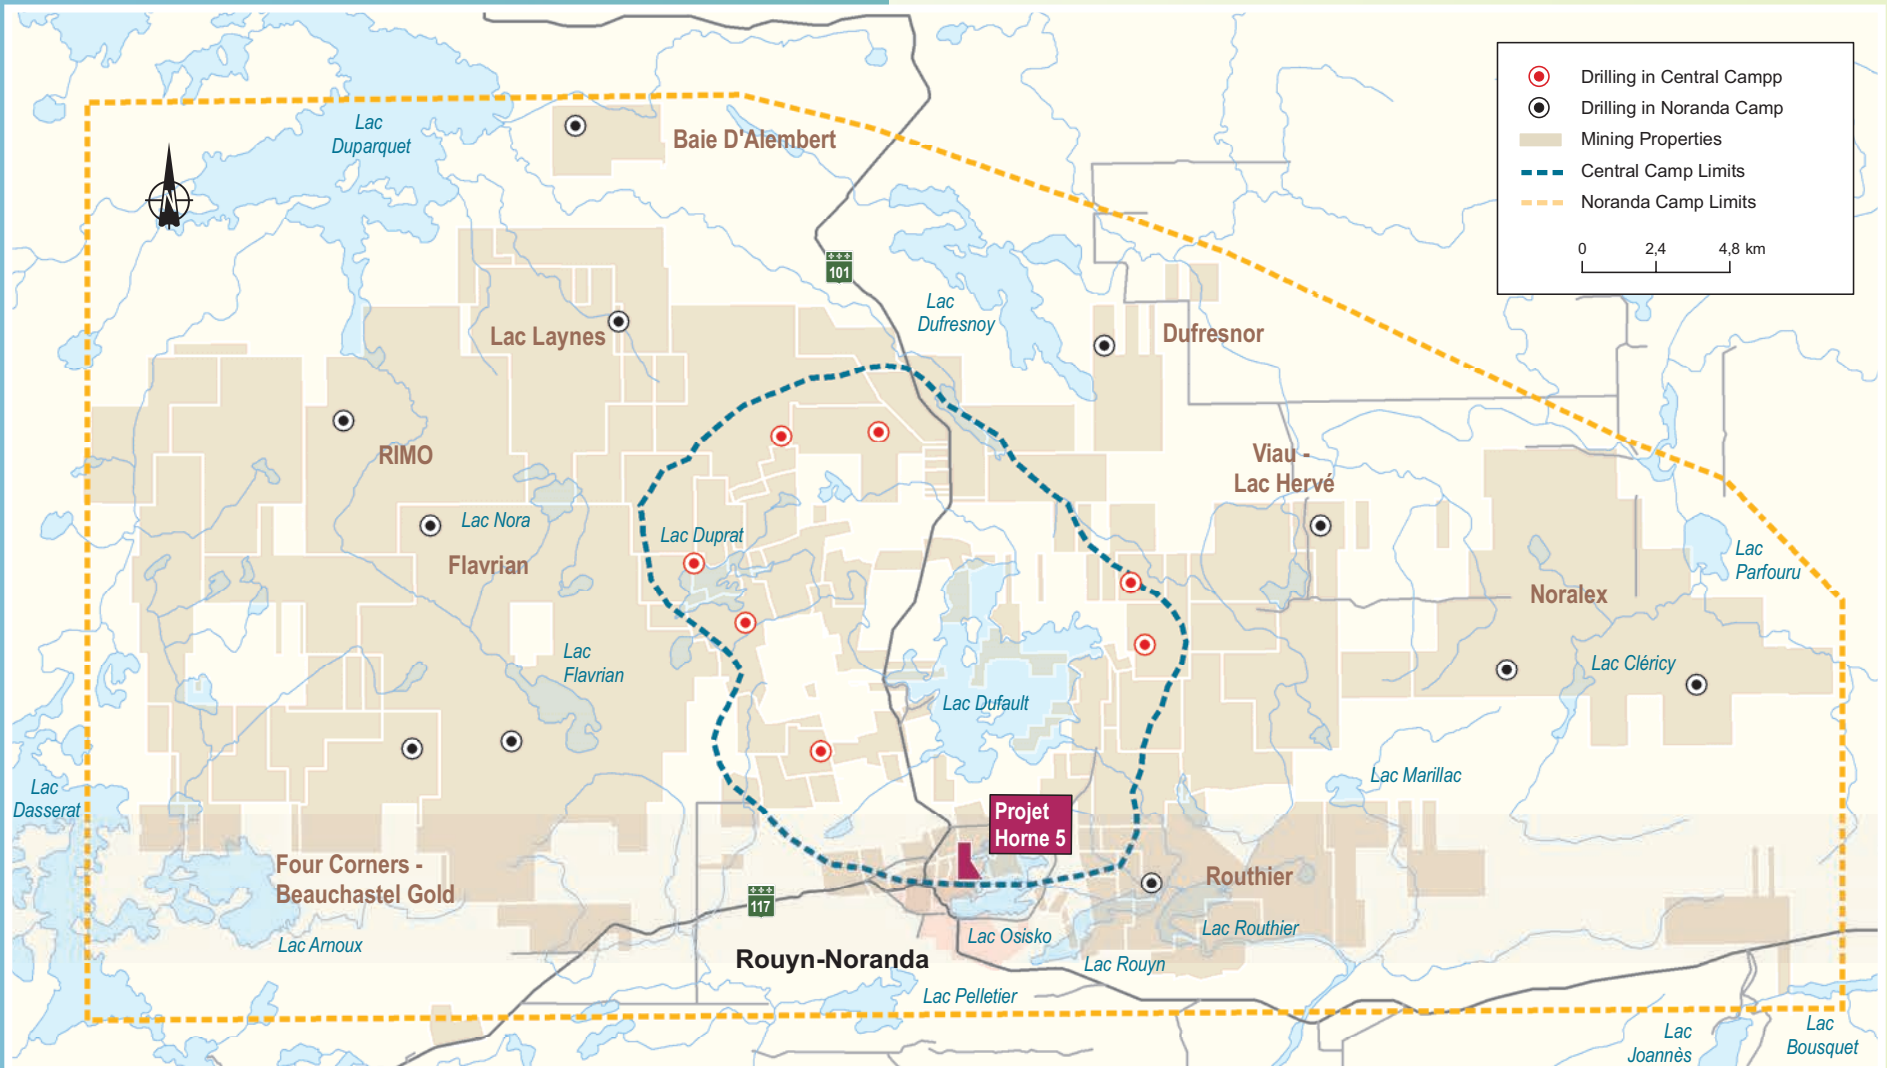 Drilling in Central Campp
Drilling in Noranda Camp
Mining Properties
Central Camp Limits
Noranda Camp Limits
0 2,4 4,8 km
Lac
Duparquet
Baie D'Alembert
N
101
Lac
Dufresnoy
Lac Laynes
Dufresnor
RIMO
Viau -
Lac Hervé
Lac Nora
Lac Duprat
Flavrian
Lac
Parfouru
Noralex
Lac
Flavrian
Lac Cléricy
Lac Dufault
Lac
Dasserat
Lac Marillac
Projet
Horne 5
Four Corners -
Beauchastel Gold
Routhier
117
Lac Arnoux
Lac Osisko
Lac Routhier
Rouyn-Noranda
Lac Rouyn
Lac Pelletier
Lac
Joannès
Lac
Bousquet